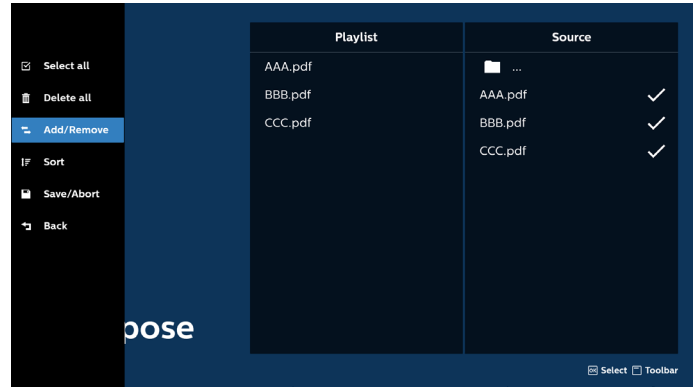 Select all
Delete all
Add/Remove
Sort
Save/Abort
Back
Playlist
AAA.pdf
BBB.pdf
CCC.pdf
Source
...
AAA.pdf
BBB.pdf
CCC.pdf
pose
OK Select Toolbar